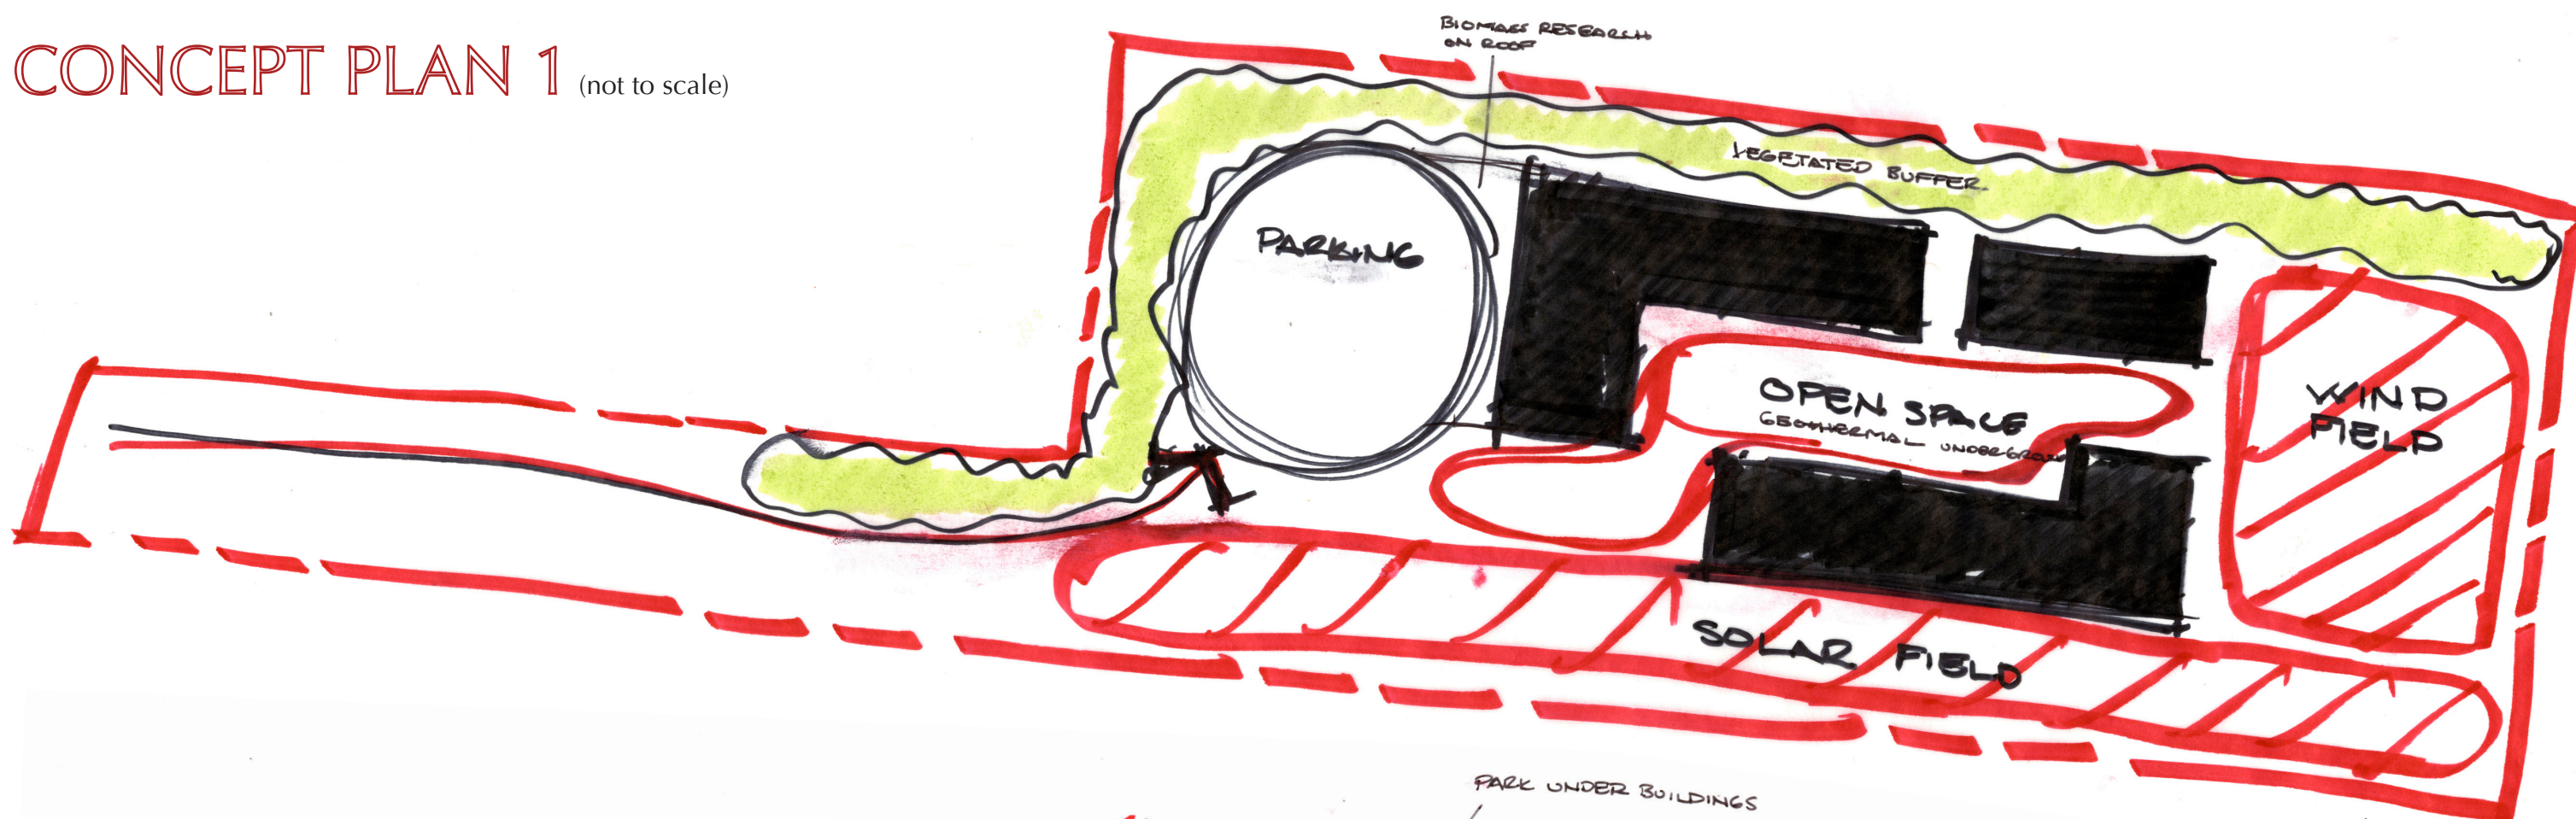 CONCEPT PLAN 1 (not to scale)
BIOMASS RESEARCH
ON ROOF
VEGETATED BUFFER
PARKING
OPEN SPACE
GEOTHERMAL UNDERGROUND
WIND
FIELD
SOLAR FIELD
PARK UNDER BUILDINGS